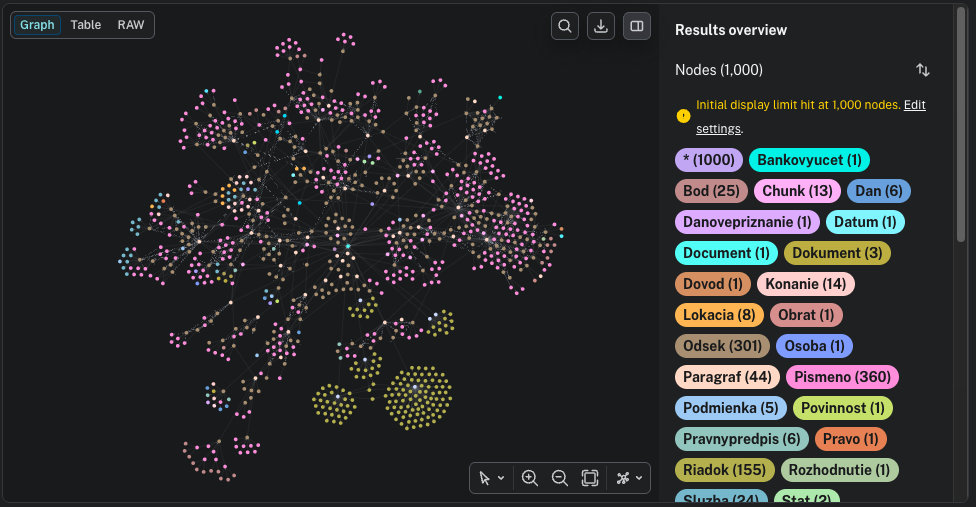 Graph Table RAW
Results overview
Nodes (1,000)
Initial display limit hit at 1,000 nodes. Edit
settings.
* (1000) Bankovyucet (1)
Bod (25) Chunk (13) Dan (6)
Danovepriznanie (1) Datum (1)
Document (1) Dokument (3)
Dovod (1) Konanie (14)
Lokacia (8) Obrat (1)
Odsek (301) Osoba (1)
Paragraf (44) Pismeno (360)
Podmienka (5) Povinnost (1)
Pravnypredpis (6) Pravo (1)
Riadok (155) Rozhodnutie (1)
Sluzba (24) Stat (2)